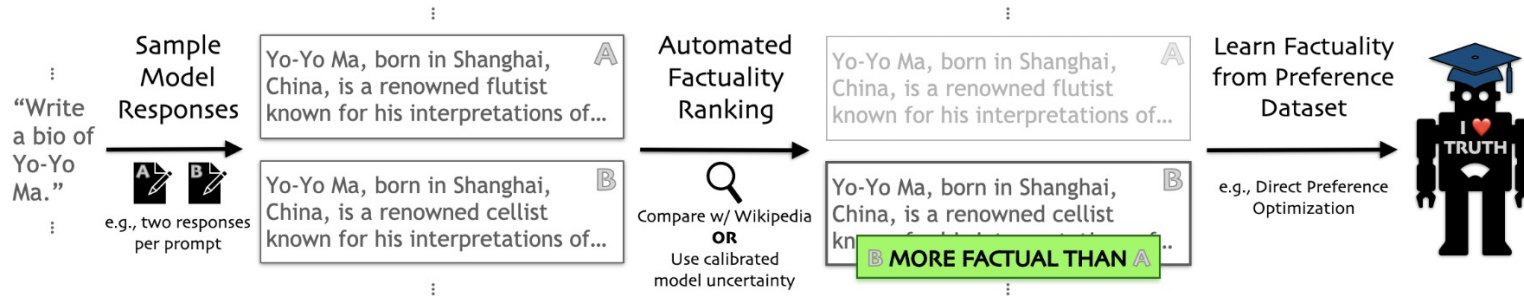 “Write
a bio of
Yo-Yo
Ma.”
Sample
Model
Responses
A
B
e.g., two responses
per prompt
Yo-Yo Ma, born in Shanghai,
China, is a renowned flutist
known for his interpretations of…
A
Yo-Yo Ma, born in Shanghai,
China, is a renowned cellist
known for his interpretations of…
B
Automated
Factuality
Ranking
Compare w/ Wikipedia
OR
Use calibrated
model uncertainty
Yo-Yo Ma, born in Shanghai,
China, is a renowned flutist
known for his interpretations of…
A
Yo-Yo Ma, born in Shanghai,
China, is a renowned cellist
B
B MORE FACTUAL THAN A
Learn Factuality
from Preference
Dataset
e.g., Direct Preference
Optimization
I ❤️
TRUTH